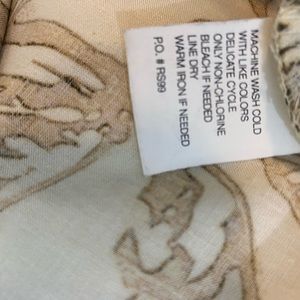 MACHINE WASH COLD
WITH LIKE COLORS
DELICATE CYCLE
ONLY NON-CHLORINE
BLEACH IF NEEDED
LINE DRY
WARM IRON IF NEEDED
P.O. # RS99